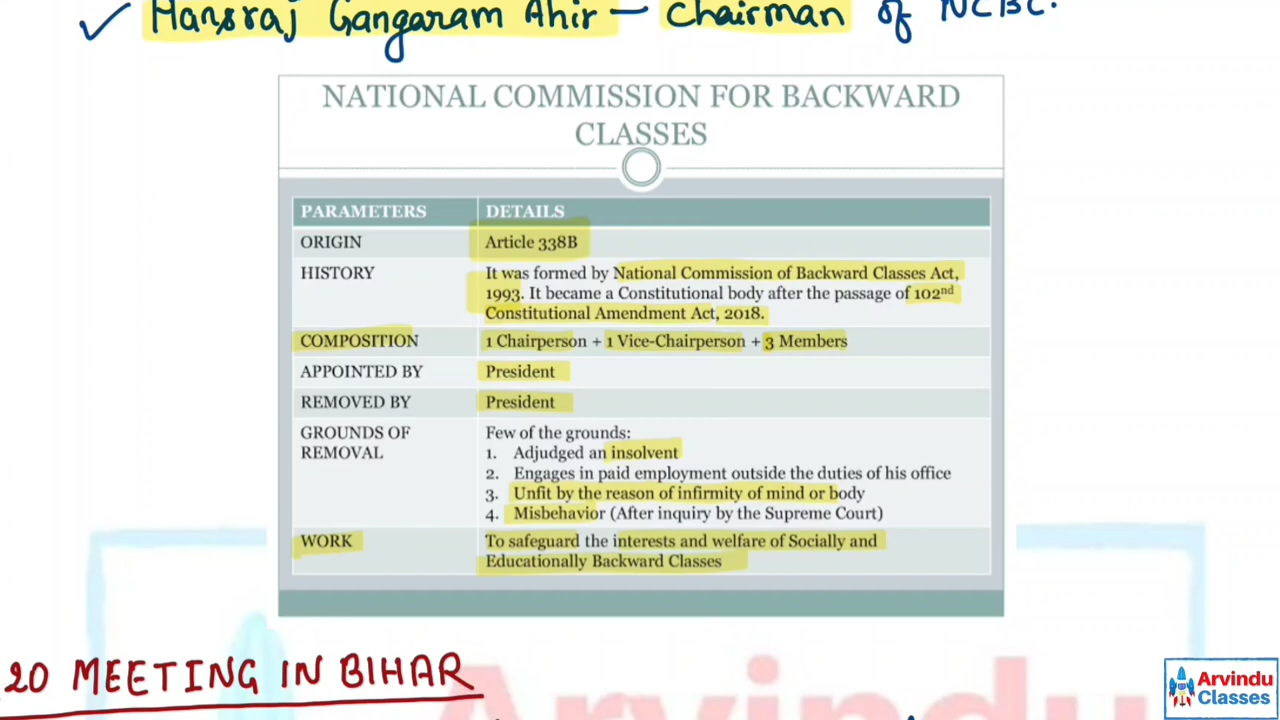 ✓ Hansraj Gangaram Ahir – Chairman of NCBC.
NATIONAL COMMISSION FOR BACKWARD
CLASSES
PARAMETERS DETAILS
ORIGIN Article 338B
HISTORY It was formed by National Commission of Backward Classes Act,
1993. It became a Constitutional body after the passage of 102nd
Constitutional Amendment Act, 2018.
COMPOSITION 1 Chairperson + 1 Vice-Chairperson + 3 Members
APPOINTED BY President
REMOVED BY President
GROUNDS OF Few of the grounds:
REMOVAL 1. Adjudged an insolvent
2. Engages in paid employment outside the duties of his office
3. Unfit by the reason of infirmity of mind or body
4. Misbehavior (After inquiry by the Supreme Court)
WORK To safeguard the interests and welfare of Socially and
Educationally Backward Classes
20 MEETING IN BIHAR
Arvindu
Arvindu
Classes